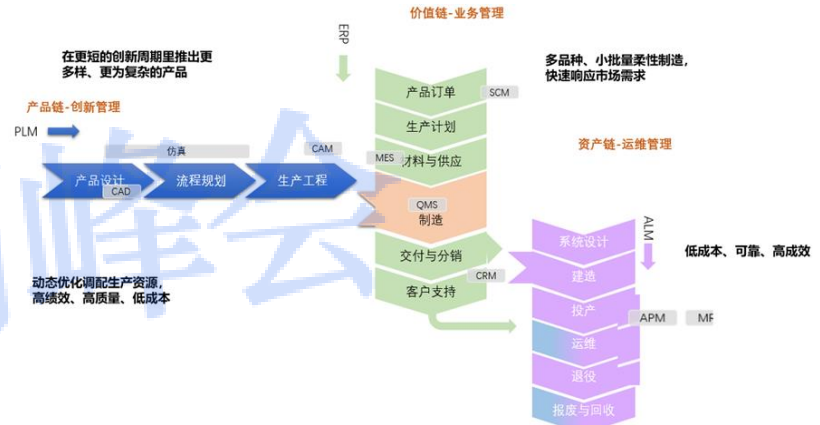 价值链-业务管理
ERP
在更短的创新周期里推出更
多样、更为复杂的产品
多品种、小批量柔性制造，
快速响应市场需求
产品链-创新管理
PLM
仿真
CAM
产品设计
CAD
流程规划
生产工程
产品订单
SCM
生产计划
MES
材料与供应
QMS
制造
交付与分销
CRM
客户支持
资产链-运维管理
ALM
系统设计
建造
投产
APM
运维
退役
报废与回收
低成本、可靠、高成效
动态优化调配生产资源，
高绩效、高质量、低成本
峰会